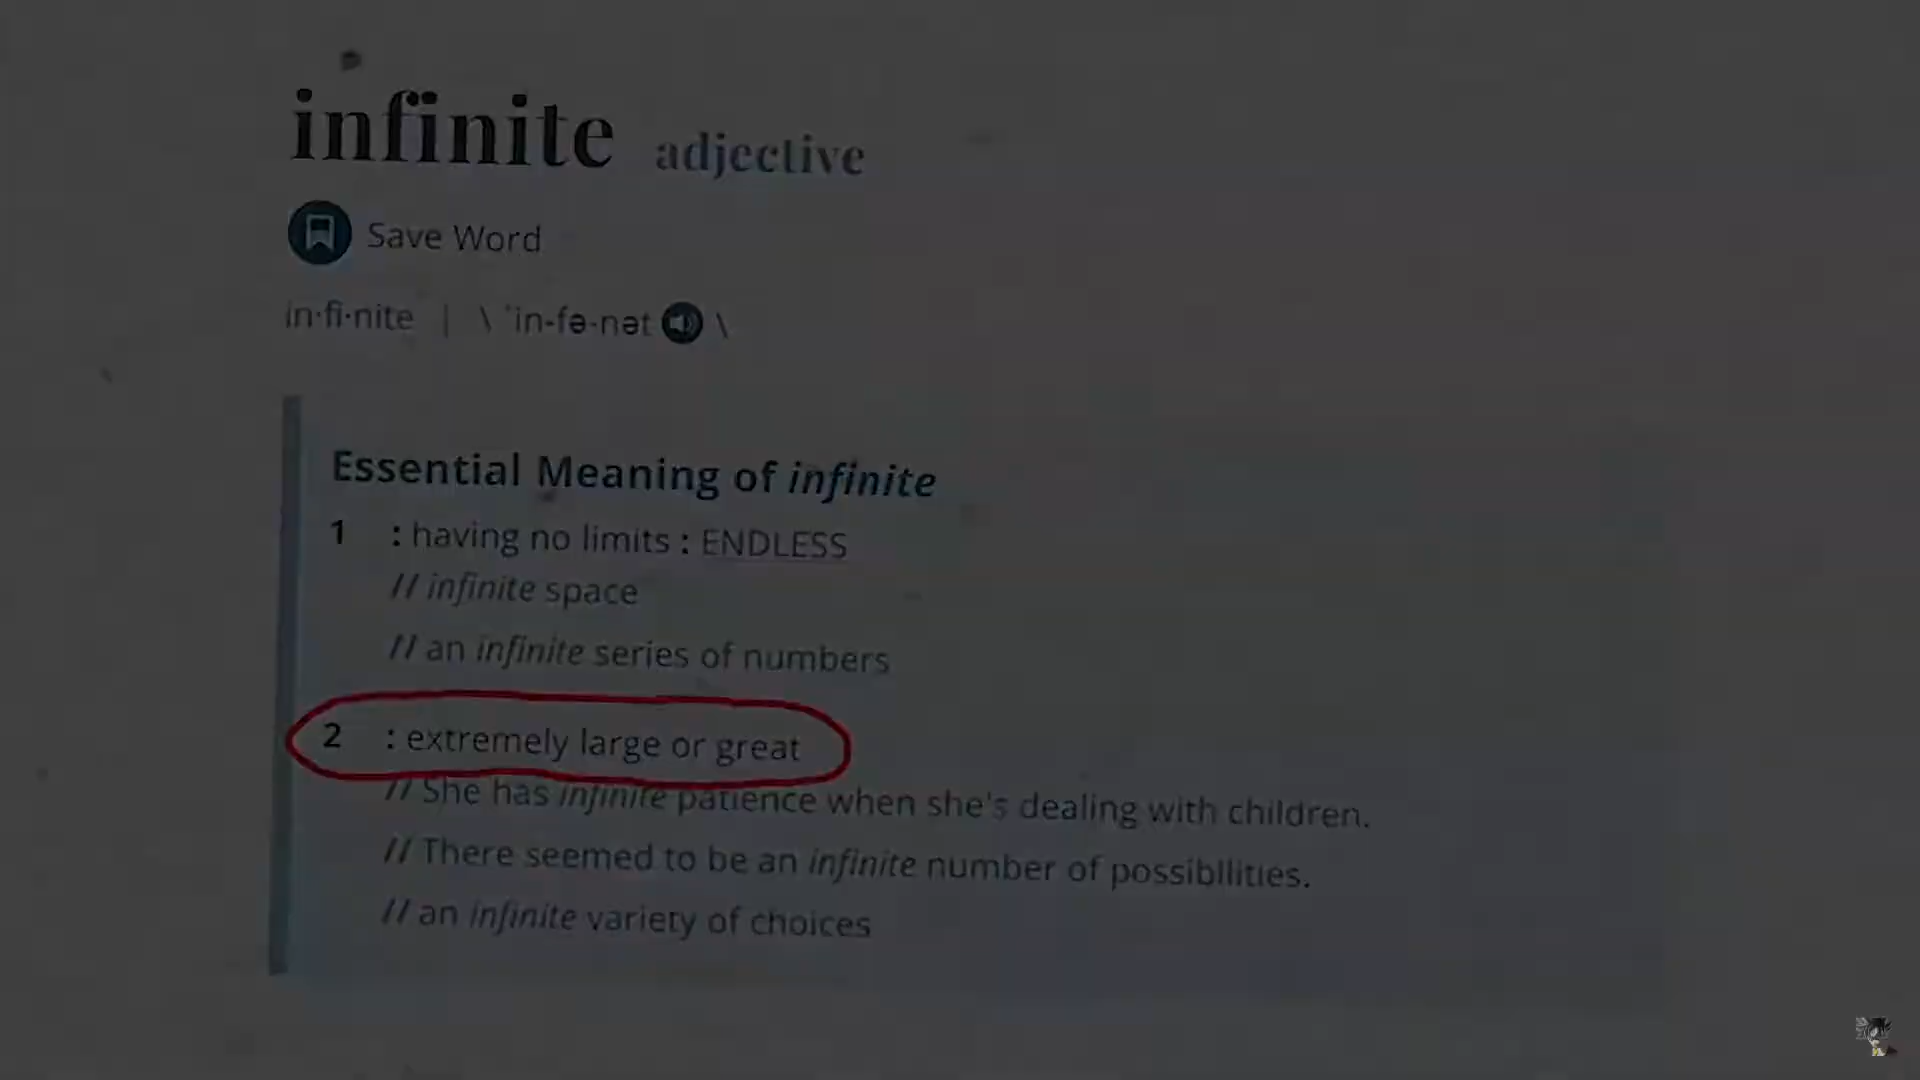 infinite adjective
Save Word
in·fi·nite | \ ˈin-fə-nət \
Essential Meaning of infinite
1 : having no limits : ENDLESS
// infinite space
// an infinite series of numbers
2 : extremely large or great
// She has infinite patience when she's dealing with children.
// There seemed to be an infinite number of possibilities.
// an infinite variety of choices